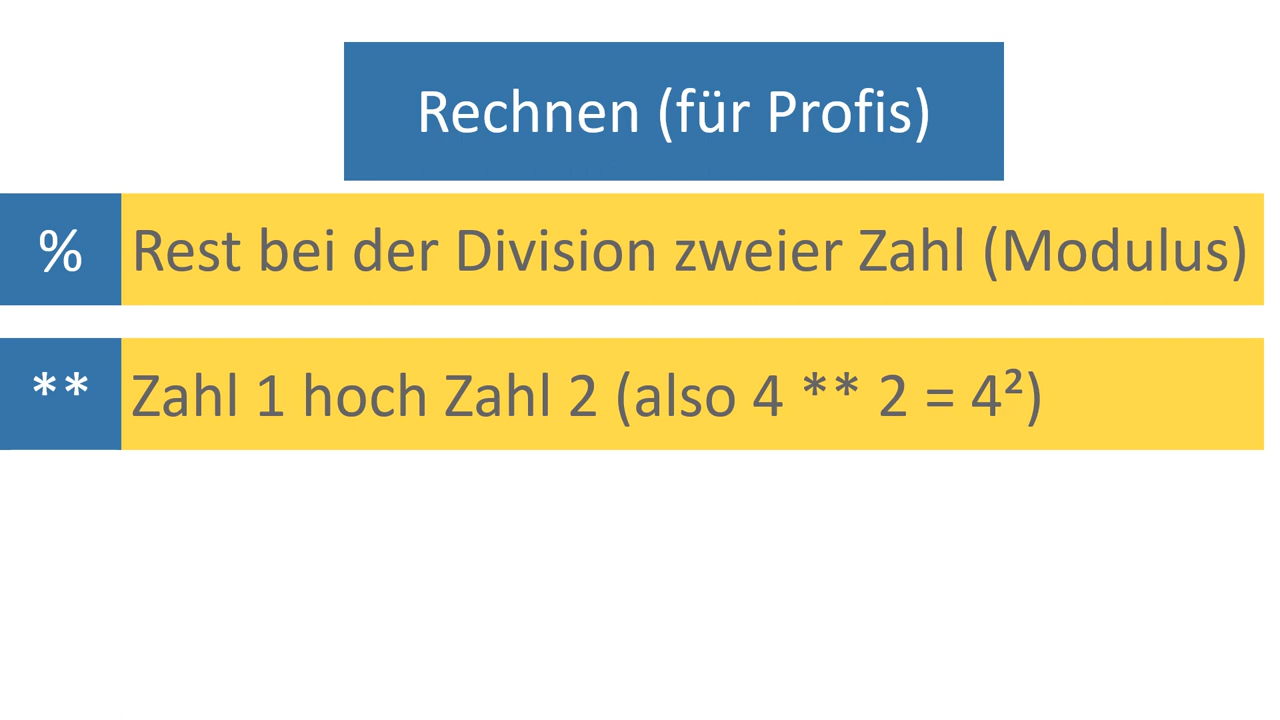 Rechnen (für Profis)
% Rest bei der Division zweier Zahl (Modulus)
** Zahl 1 hoch Zahl 2 (also 4 ** 2 = 4²)